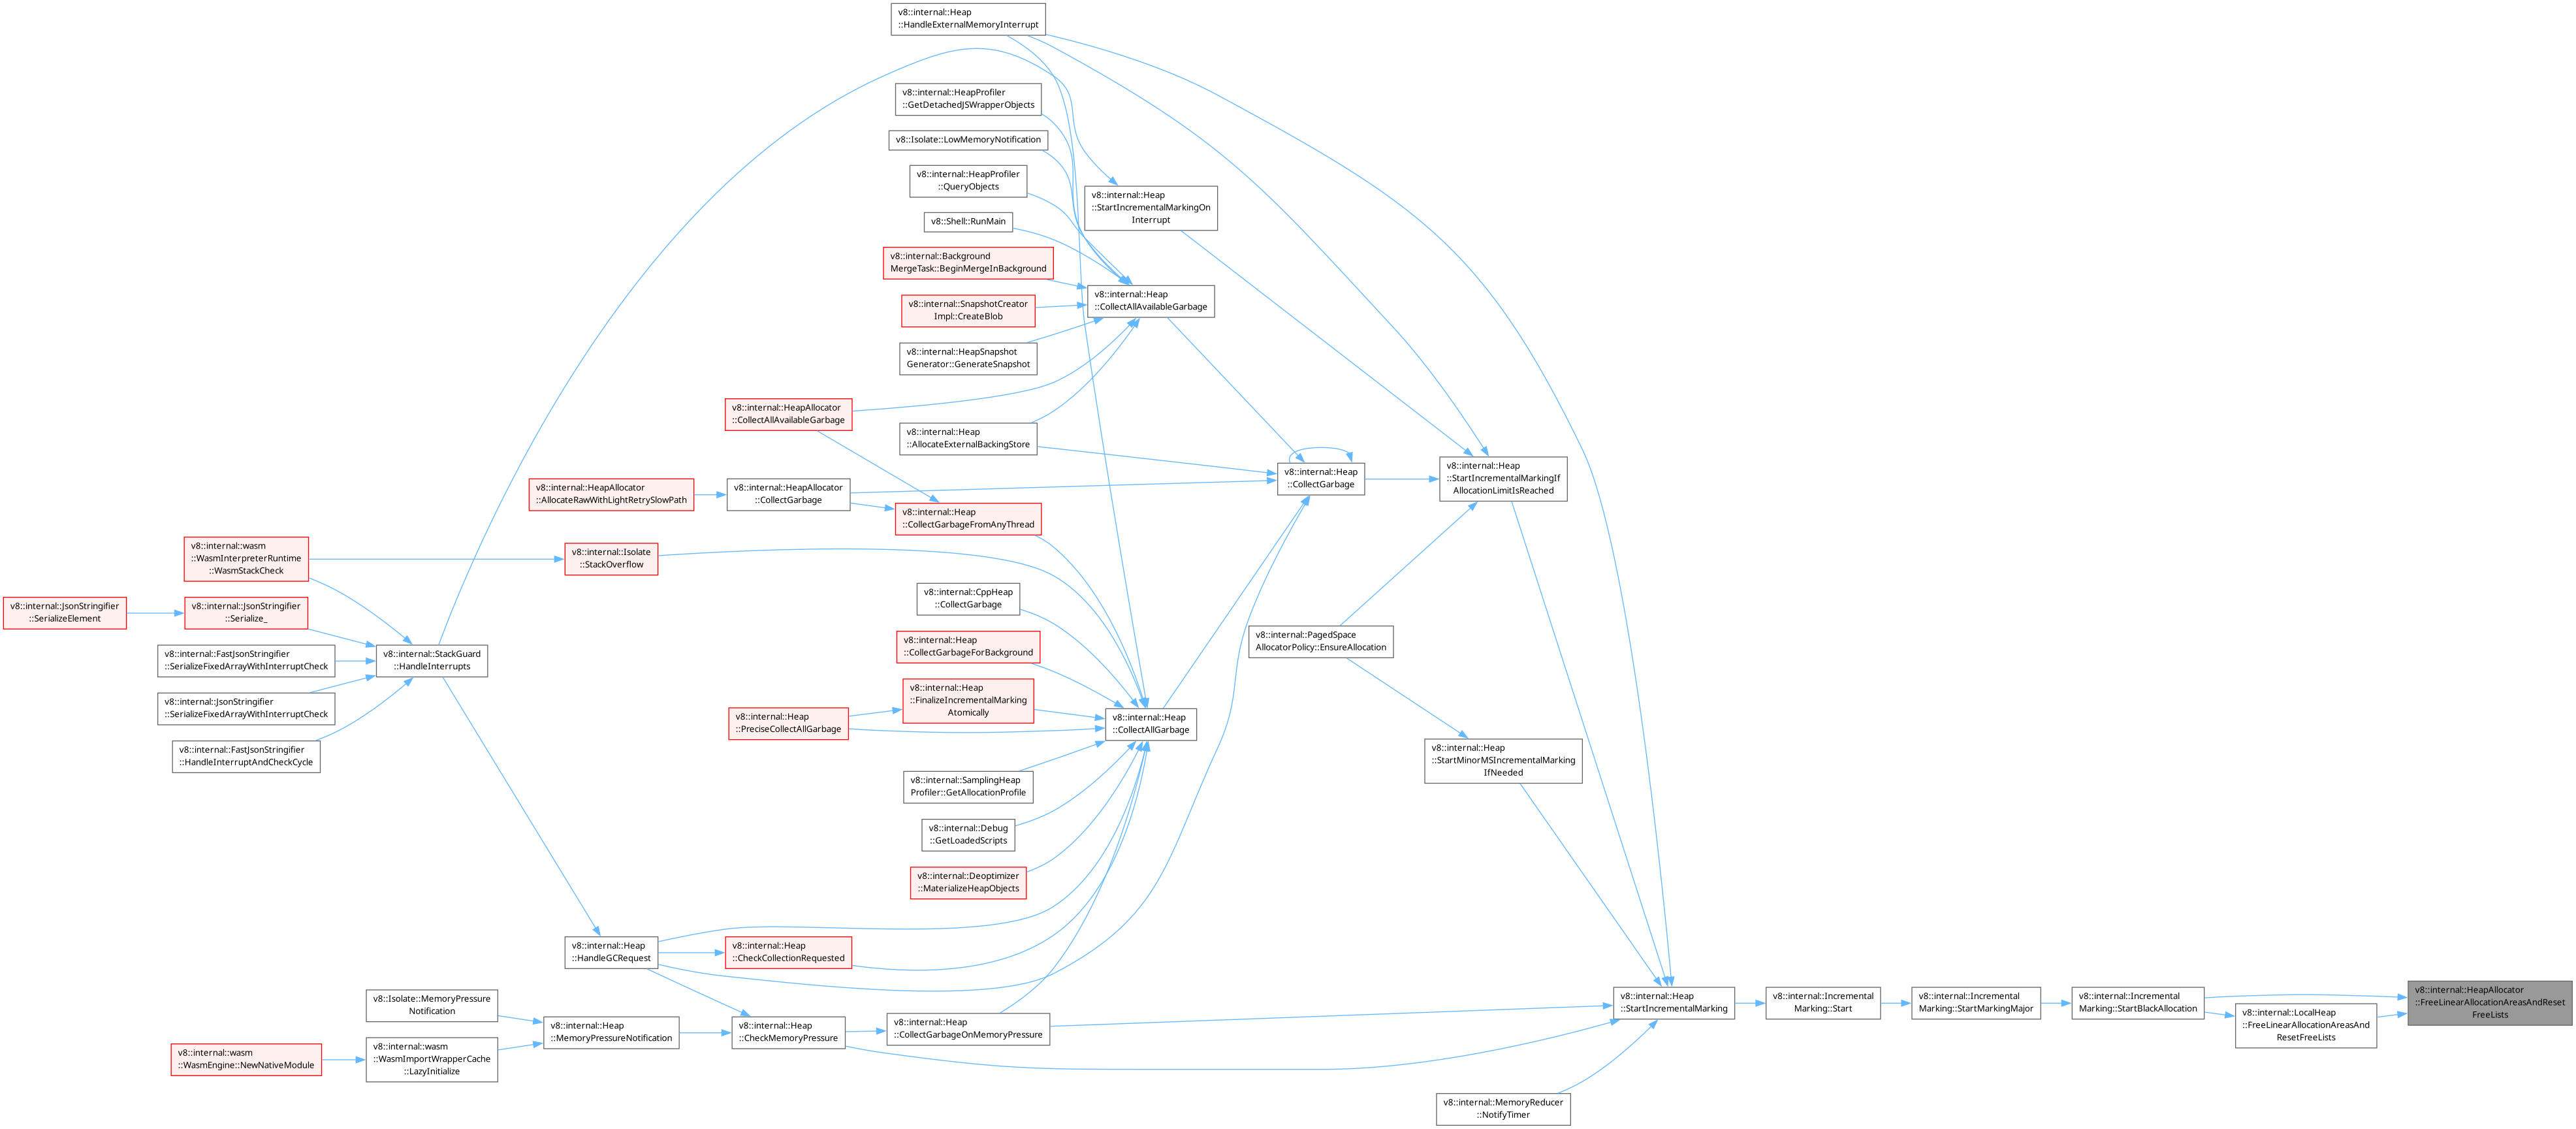 v8::internal::Heap
::HandleExternalMemoryInterrupt
v8::internal::HeapProfiler
::GetDetachedJSWrapperObjects
v8::Isolate::LowMemoryNotification
v8::internal::HeapProfiler
::QueryObjects
v8::internal::Heap
::StartIncrementalMarkingOn
Interrupt
v8::Shell::RunMain
v8::internal::Background
MergeTask::BeginMergeInBackground
v8::internal::Heap
::CollectAllAvailableGarbage
v8::internal::SnapshotCreator
Impl::CreateBlob
v8::internal::HeapSnapshot
Generator::GenerateSnapshot
v8::internal::HeapAllocator
::CollectAllAvailableGarbage
v8::internal::Heap
::AllocateExternalBackingStore
v8::internal::Heap
::CollectGarbage
v8::internal::Heap
::StartIncrementalMarkingIf
AllocationLimitIsReached
v8::internal::HeapAllocator
::AllocateRawWithLightRetrySlowPath
v8::internal::HeapAllocator
::CollectGarbage
v8::internal::Heap
::CollectGarbageFromAnyThread
v8::internal::wasm
::WasmInterpreterRuntime
::WasmStackCheck
v8::internal::Isolate
::StackOverflow
v8::internal::CppHeap
::CollectGarbage
v8::internal::JsonStringifier
::SerializeElement
v8::internal::JsonStringifier
::Serialize_
v8::internal::PagedSpace
AllocatorPolicy::EnsureAllocation
v8::internal::FastJsonStringifier
::SerializeFixedArrayWithInterruptCheck
v8::internal::StackGuard
::HandleInterrupts
v8::internal::Heap
::CollectGarbageForBackground
v8::internal::JsonStringifier
::SerializeFixedArrayWithInterruptCheck
v8::internal::Heap
::FinalizeIncrementalMarking
Atomically
v8::internal::Heap
::PreciseCollectAllGarbage
v8::internal::Heap
::CollectAllGarbage
v8::internal::FastJsonStringifier
::HandleInterruptAndCheckCycle
v8::internal::Heap
::StartMinorMSIncrementalMarking
IfNeeded
v8::internal::SamplingHeap
Profiler::GetAllocationProfile
v8::internal::Debug
::GetLoadedScripts
v8::internal::Deoptimizer
::MaterializeHeapObjects
v8::internal::Heap
::HandleGCRequest
v8::internal::Heap
::CheckCollectionRequested
v8::Isolate::MemoryPressure
Notification
v8::internal::Heap
::MemoryPressureNotification
v8::internal::Heap
::CheckMemoryPressure
v8::internal::Heap
::CollectGarbageOnMemoryPressure
v8::internal::Heap
::StartIncrementalMarking
v8::internal::Incremental
Marking::Start
v8::internal::Incremental
Marking::StartMarkingMajor
v8::internal::Incremental
Marking::StartBlackAllocation
v8::internal::LocalHeap
::FreeLinearAllocationAreasAnd
ResetFreeLists
v8::internal::HeapAllocator
::FreeLinearAllocationAreasAndReset
FreeLists
v8::internal::wasm
::WasmEngine::NewNativeModule
v8::internal::wasm
::WasmImportWrapperCache
::LazyInitialize
v8::internal::MemoryReducer
::NotifyTimer